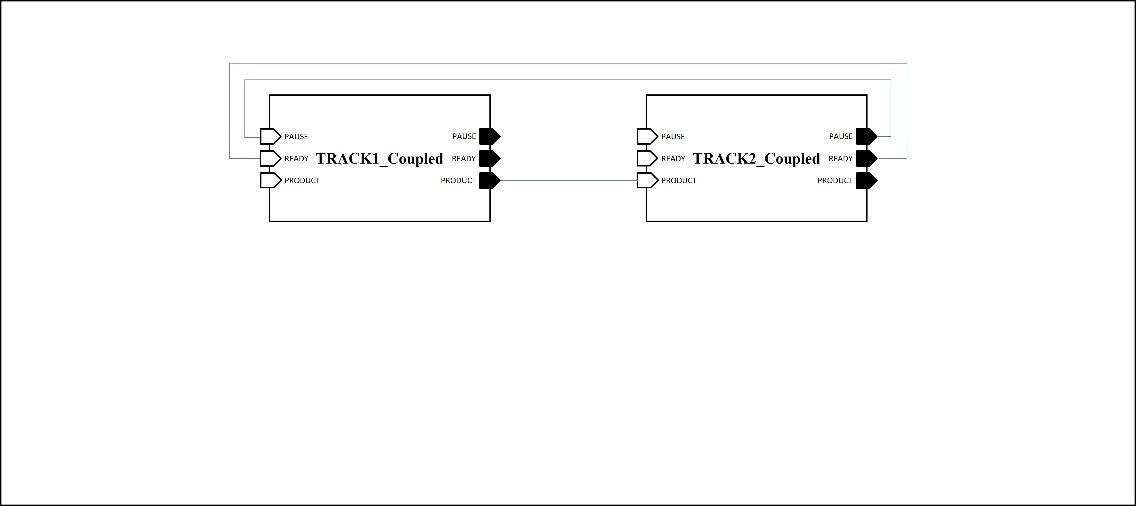 PAUSE PAUSE
READY TRACK1_Coupled READY
PRODUCT PRODUCT
PAUSE PAUSE
READY TRACK2_Coupled READY
PRODUCT PRODUCT